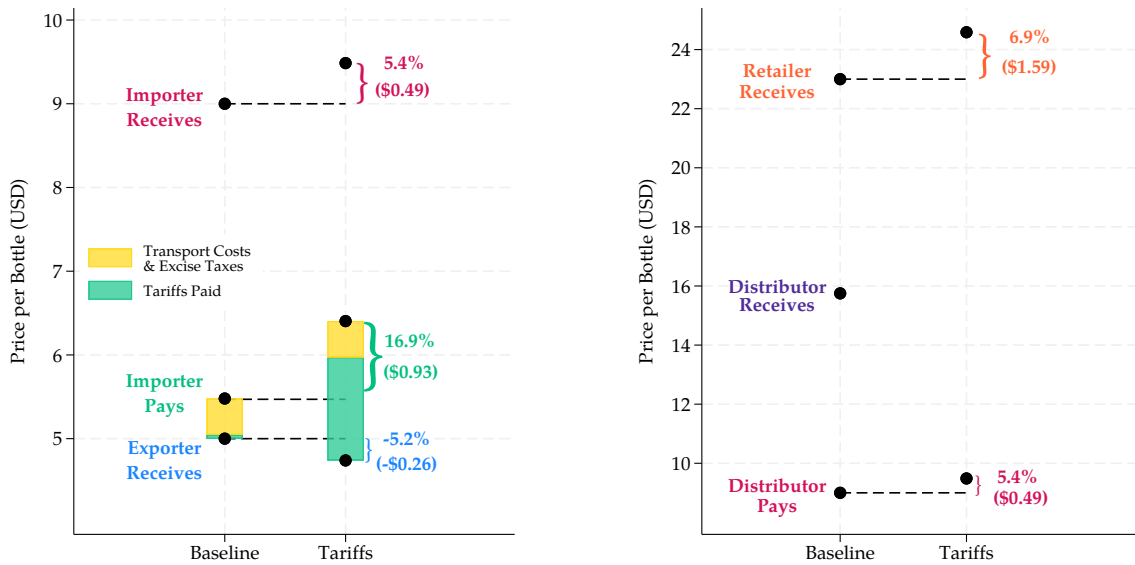 Price per Bottle (USD)
10
9
8
7
6
5
Importer
Receives
5.4%
($0.49)
Transport Costs
& Excise Taxes
Tariffs Paid
16.9%
($0.93)
Importer
Pays
Exporter
Receives
-5.2%
(-$0.26)
Baseline
Tariffs
Price per Bottle (USD)
24
22
20
18
16
14
12
10
Retailer
Receives
6.9%
($1.59)
Distributor
Receives
Distributor
Pays
5.4%
($0.49)
Baseline
Tariffs